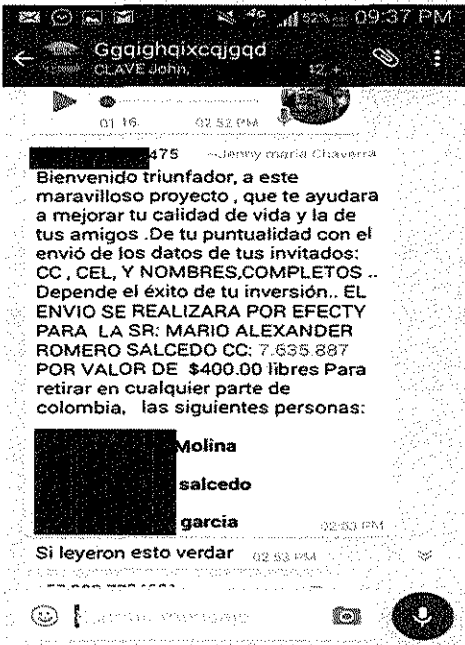 52% 09:37 PM
Ggqighqixcqjgqd
CLAVE John,
01 16 02 52 PM
475 ~Jenny maria Chaverra
Bienvenido triunfador, a este
maravilloso proyecto , que te ayudara
a mejorar tu calidad de vida y la de
tus amigos .De tu puntualidad con el
envió de los datos de tus invitados:
CC , CEL, Y NOMBRES,COMPLETOS ..
Depende el éxito de tu inversión.. EL
ENVIO SE REALIZARA POR EFECTY
PARA LA SR: MARIO ALEXANDER
ROMERO SALCEDO CC: 7.635.887
POR VALOR DE $400.00 libres Para
retirar en cualquier parte de
colombia, las siguientes personas:
Molina
salcedo
garcia 02:53 PM
Si leyeron esto verdar 02 53 PM